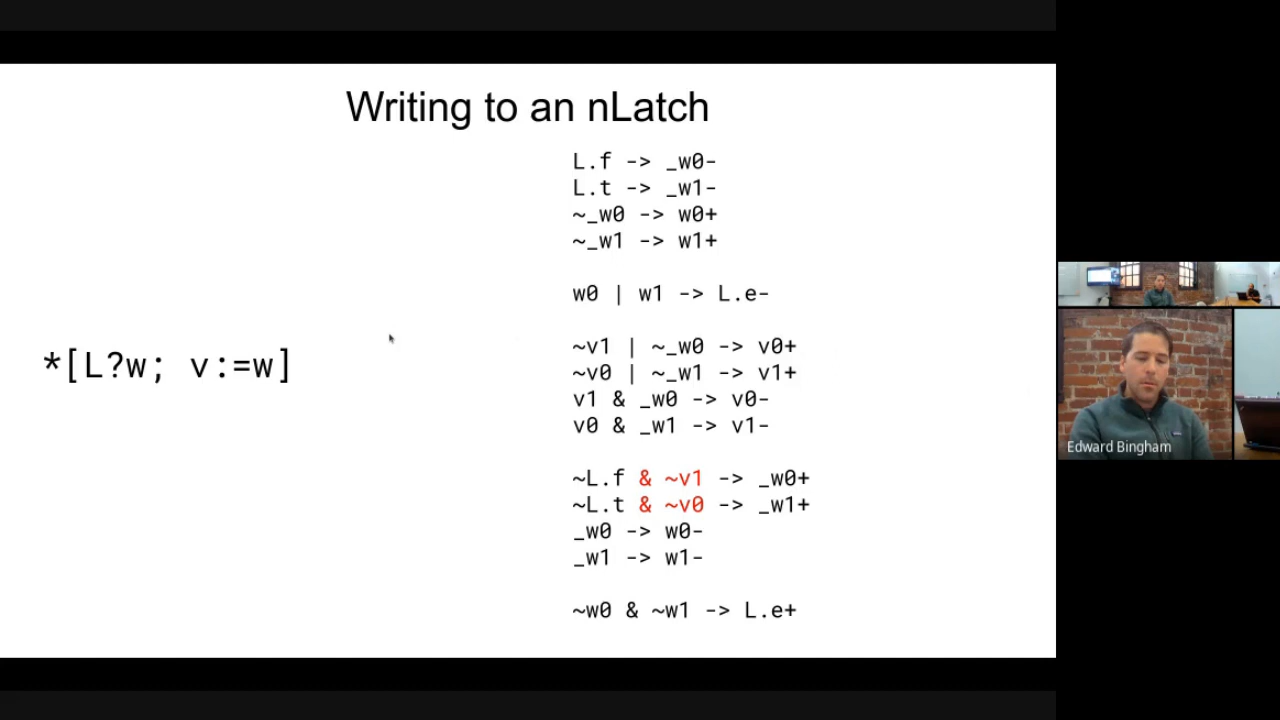 Writing to an nLatch
*[L?w; v:=w]
L.f -> _w0-
L.t -> _w1-
~_w0 -> w0+
~_w1 -> w1+
w0 | w1 -> L.e-
~v1 | ~_w0 -> v0+
~v0 | ~_w1 -> v1+
v1 & _w0 -> v0-
v0 & _w1 -> v1-
~L.f & ~v1 -> _w0+
~L.t & ~v0 -> _w1+
_w0 -> w0-
_w1 -> w1-
~w0 & ~w1 -> L.e+
Edward Bingham